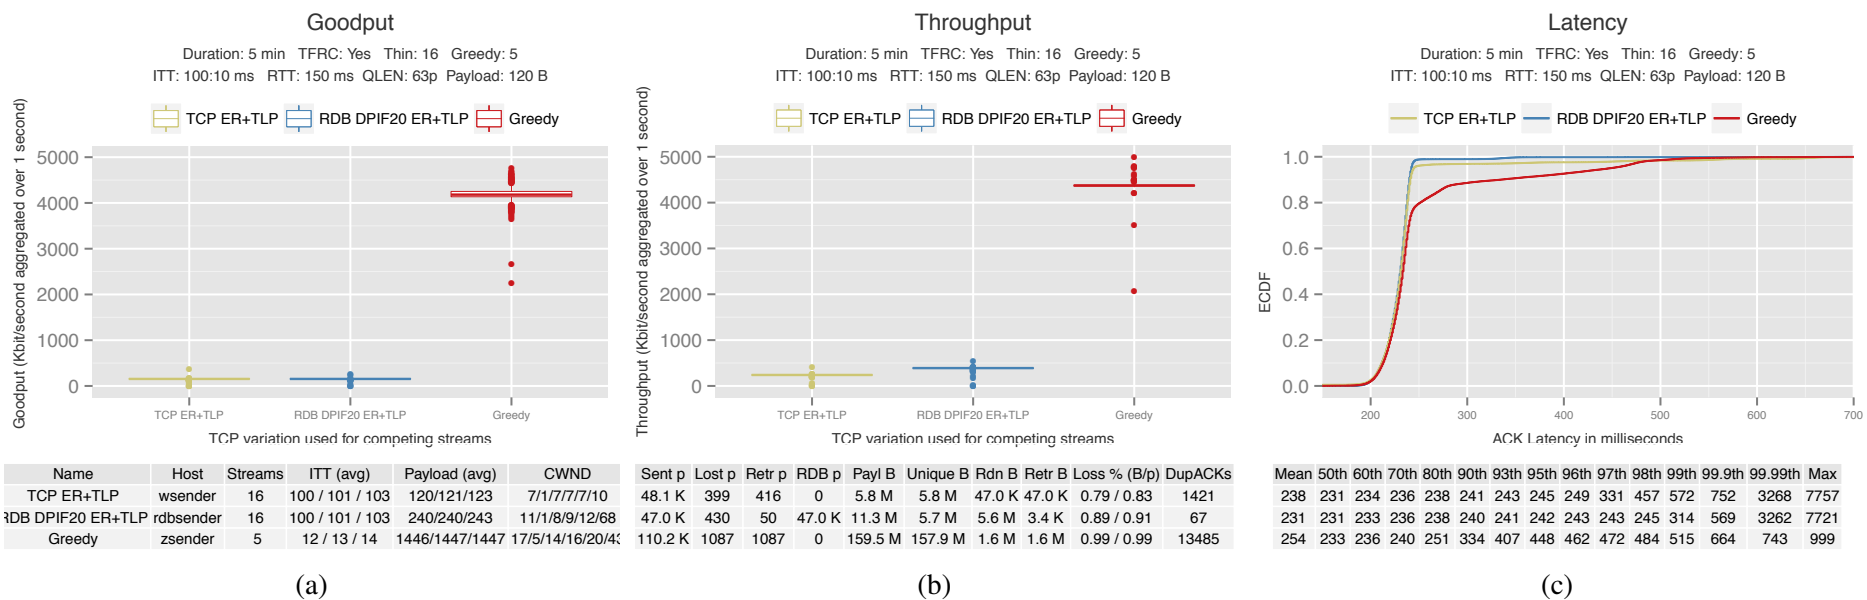 Goodput
Duration: 5 min TFRC: Yes Thin: 16 Greedy: 5
ITT: 100:10 ms RTT: 150 ms QLEN: 63p Payload: 120 B
TCP ER+TLP RDB DPIF20 ER+TLP Greedy
Goodput (Kbit/second aggregated over 1 second)
5000
4000
3000
2000
1000
0
TCP ER+TLP RDB DPIF20 ER+TLP Greedy
TCP variation used for competing streams
Name Host Streams ITT (avg) Payload (avg) CWND
TCP ER+TLP wsender 16 100 / 101 / 103 120/121/123 7/1/7/7/7/10
RDB DPIF20 ER+TLP rdbsender 16 100 / 101 / 103 240/240/243 11/1/8/9/12/68
Greedy zsender 5 12 / 13 / 14 1446/1447/1447 17/5/14/16/20/43
(a)
Throughput
Duration: 5 min TFRC: Yes Thin: 16 Greedy: 5
ITT: 100:10 ms RTT: 150 ms QLEN: 63p Payload: 120 B
TCP ER+TLP RDB DPIF20 ER+TLP Greedy
Throughput (Kbit/second aggregated over 1 second)
5000
4000
3000
2000
1000
0
TCP ER+TLP RDB DPIF20 ER+TLP Greedy
TCP variation used for competing streams
Sent p Lost p Retr p RDB p Payl B Unique B Rdn B Retr B Loss % (B/p) DupACKs
48.1 K 399 416 0 5.8 M 5.8 M 47.0 K 47.0 K 0.79 / 0.83 1421
47.0 K 430 50 47.0 K 11.3 M 5.7 M 5.6 M 3.4 K 0.89 / 0.91 67
110.2 K 1087 1087 0 159.5 M 157.9 M 1.6 M 1.6 M 0.99 / 0.99 13485
(b)
Latency
Duration: 5 min TFRC: Yes Thin: 16 Greedy: 5
ITT: 100:10 ms RTT: 150 ms QLEN: 63p Payload: 120 B
TCP ER+TLP RDB DPIF20 ER+TLP Greedy
ECDF
1.0
0.8
0.6
0.4
0.2
0.0
200 300 400 500 600 700
ACK Latency in milliseconds
Mean 50th 60th 70th 80th 90th 93th 95th 96th 97th 98th 99th 99.9th 99.99th Max
238 231 234 236 238 241 243 245 249 331 457 572 752 3268 7757
231 231 233 236 238 240 241 242 243 243 245 314 569 3262 7721
254 233 236 240 251 334 407 448 462 472 484 515 664 743 999
(c)